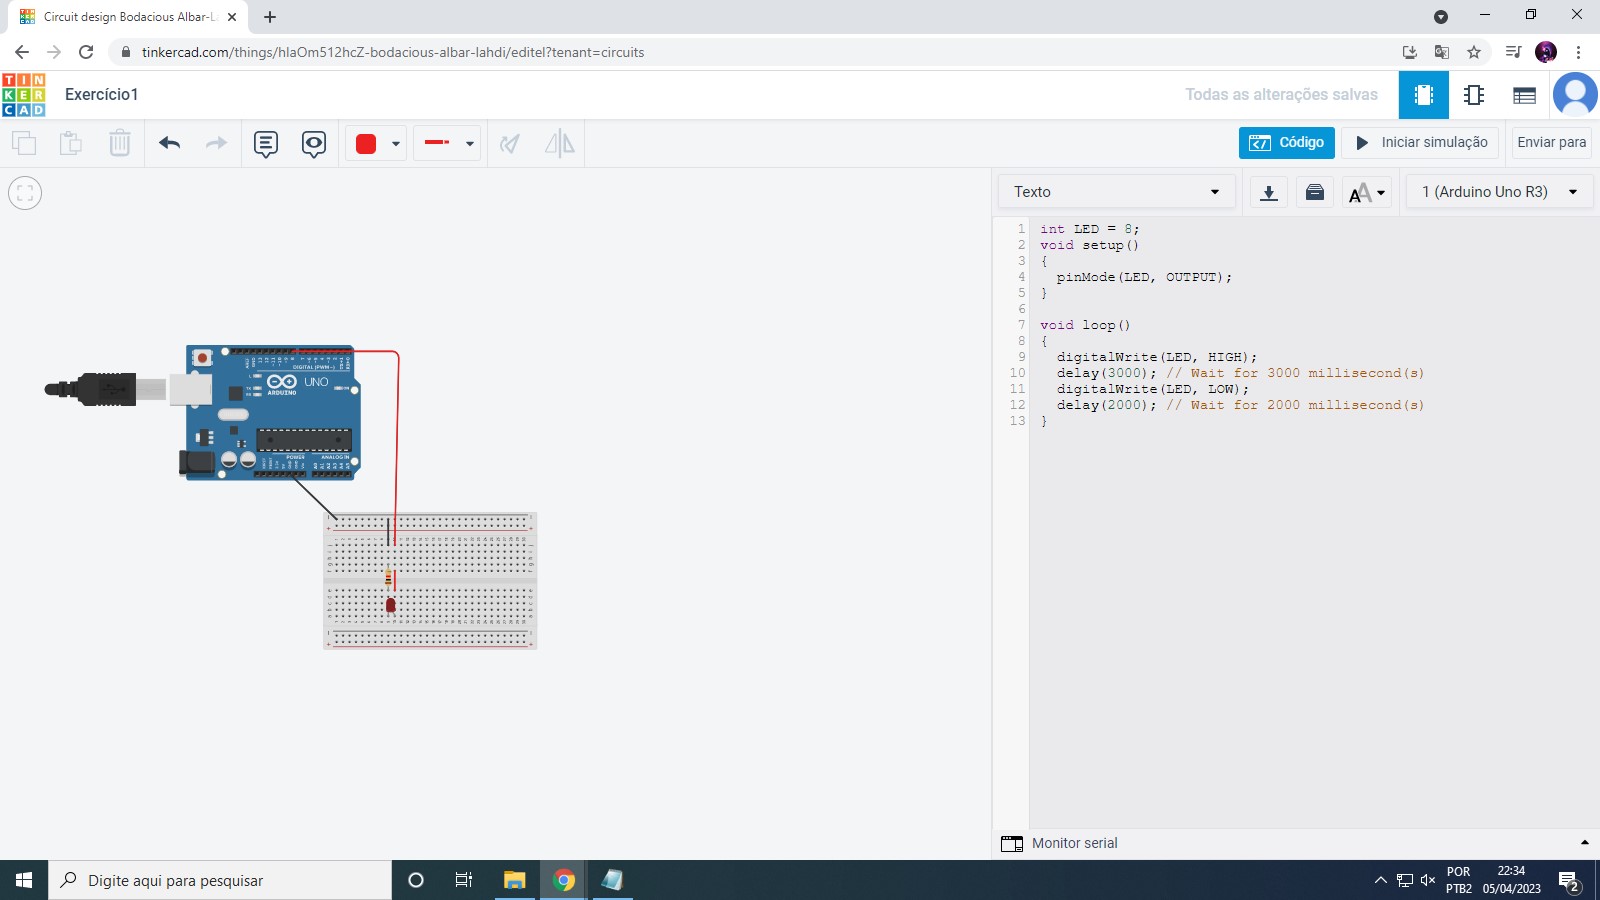 Circuit design Bodacious Albar-La
tinkercad.com/things/hlaOm512hcZ-bodacious-albar-lahdi/editel?tenant=circuits
TIN
KER
CAD
Exercício1
Todas as alterações salvas
Código
Iniciar simulação
Enviar para
Texto
AA
1 (Arduino Uno R3)
1 int LED = 8;
2 void setup()
3 {
4 pinMode(LED, OUTPUT);
5 }
6
7 void loop()
8 {
9 digitalWrite(LED, HIGH);
10 delay(3000); // Wait for 3000 millisecond(s)
11 digitalWrite(LED, LOW);
12 delay(2000); // Wait for 2000 millisecond(s)
13 }
DIGITAL (PWM~)
UNO
ARDUINO
POWER
ANALOG IN
Monitor serial
Digite aqui para pesquisar
POR
PTB2
22:34
05/04/2023
2